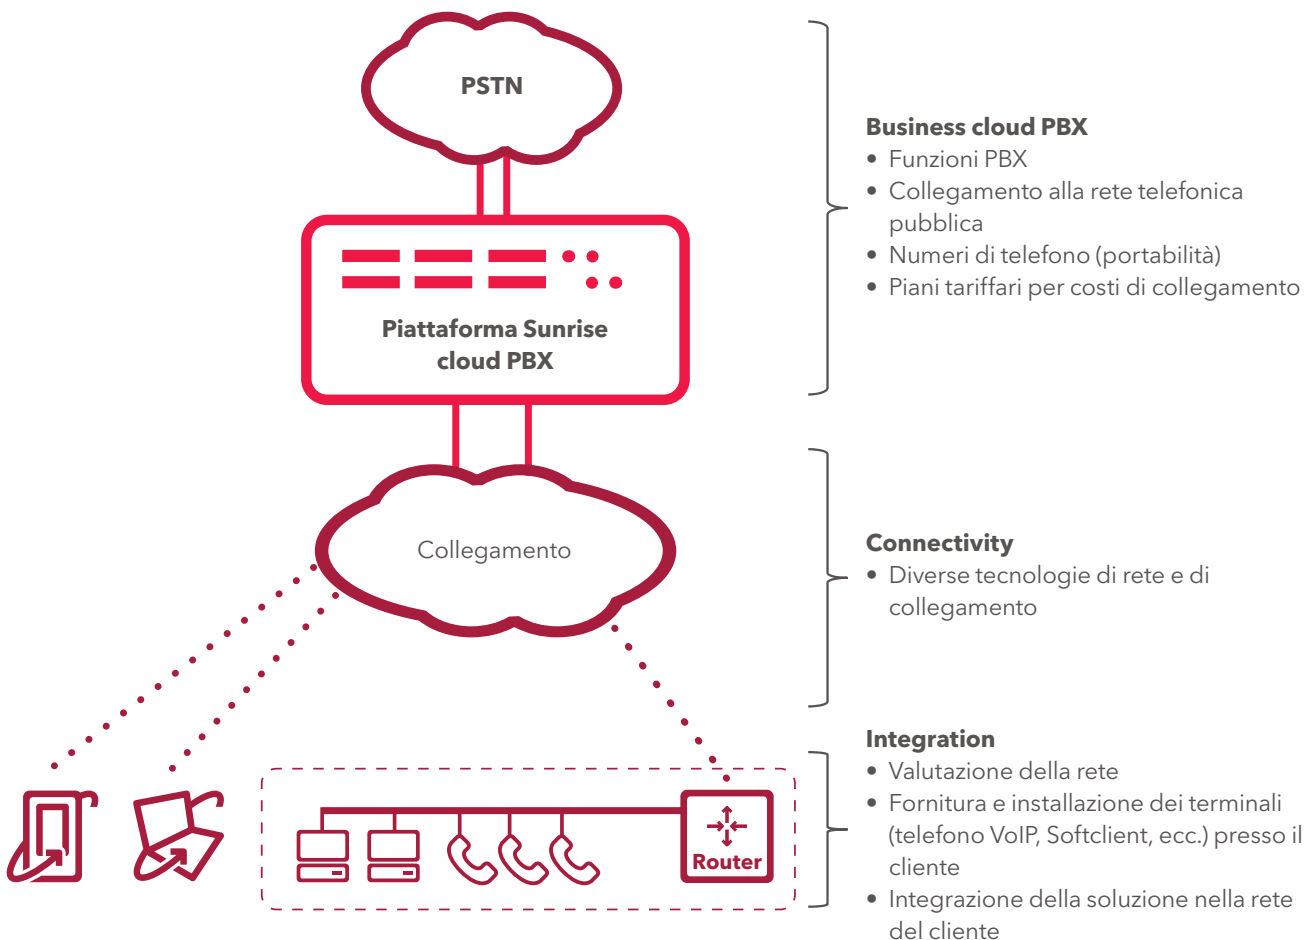 PSTN
Piattaforma Sunrise
cloud PBX
Collegamento
Router
Business cloud PBX
• Funzioni PBX
• Collegamento alla rete telefonica
pubblica
• Numeri di telefono (portabilità)
• Piani tariffari per costi di collegamento
Connectivity
• Diverse tecnologie di rete e di
collegamento
Integration
• Valutazione della rete
• Fornitura e installazione dei terminali
(telefono VoIP, Softclient, ecc.) presso il
cliente
• Integrazione della soluzione nella rete
del cliente